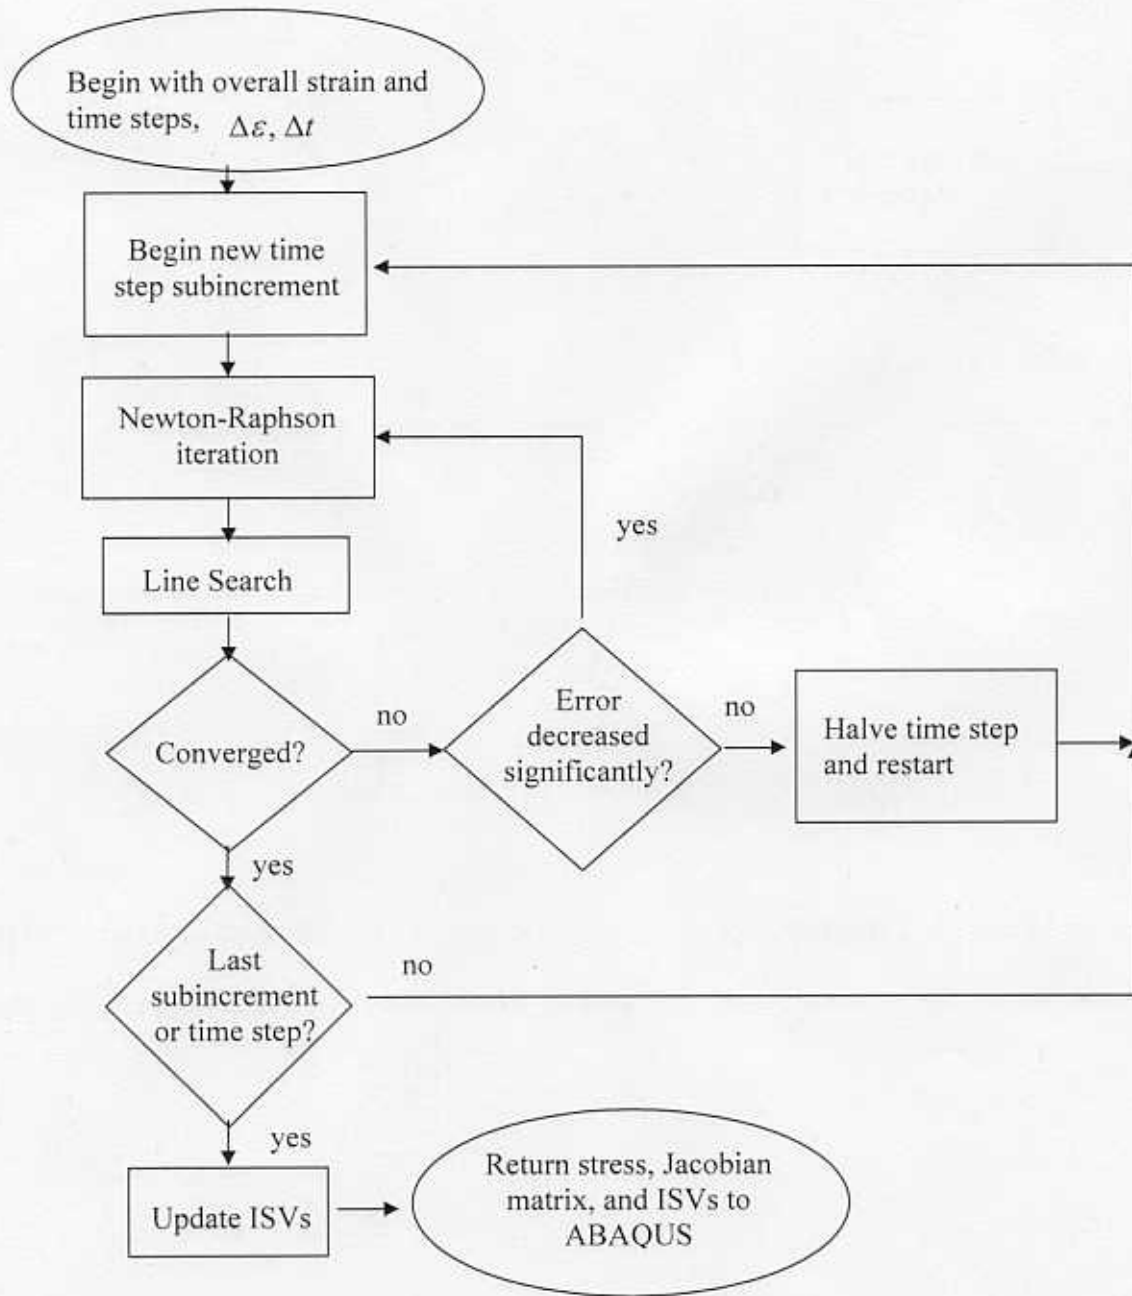 Begin with overall strain and
time steps, Δε, Δt
Begin new time
step subincrement
Newton-Raphson
iteration
yes
Line Search
Converged?
no
Error
decreased
significantly?
no
Halve time step
and restart
yes
Last
subincrement
or time step?
no
yes
Update ISVs
Return stress, Jacobian
matrix, and ISVs to
ABAQUS